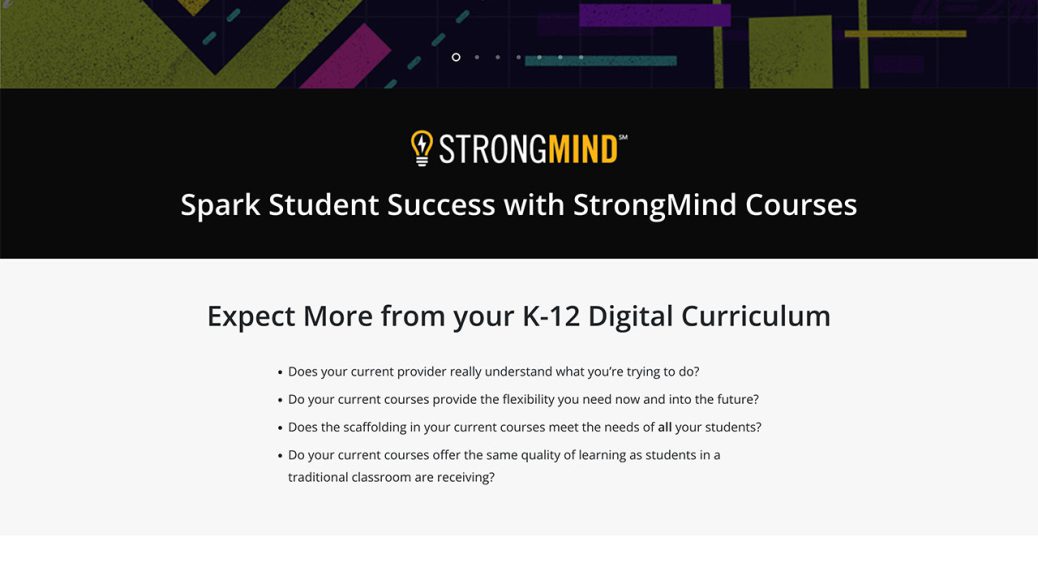 STRONGMIND℠
Spark Student Success with StrongMind Courses
Expect More from your K-12 Digital Curriculum
• Does your current provider really understand what you’re trying to do?
• Do your current courses provide the flexibility you need now and into the future?
• Does the scaffolding in your current courses meet the needs of all your students?
• Do your current courses offer the same quality of learning as students in a
traditional classroom are receiving?